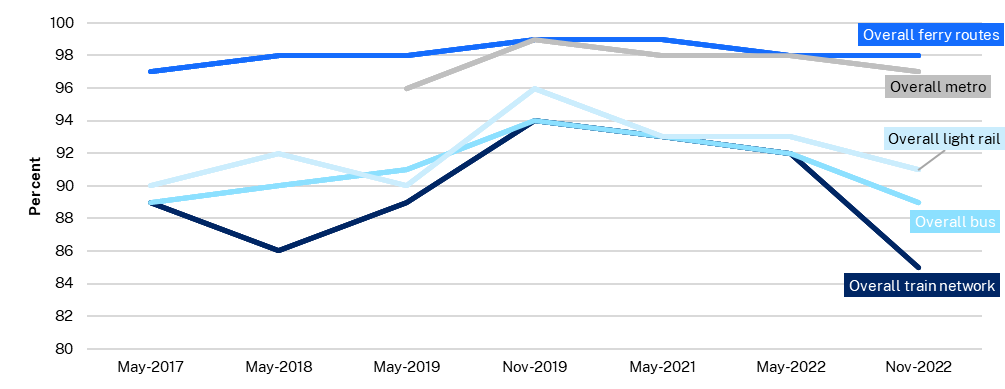 100
Overall ferry routes
98
96
Overall metro
94
92
Overall light rail
90
Per cent
88
Overall bus
86
84
Overall train network
82
80
May-2017 May-2018 May-2019 Nov-2019 May-2021 May-2022 Nov-2022